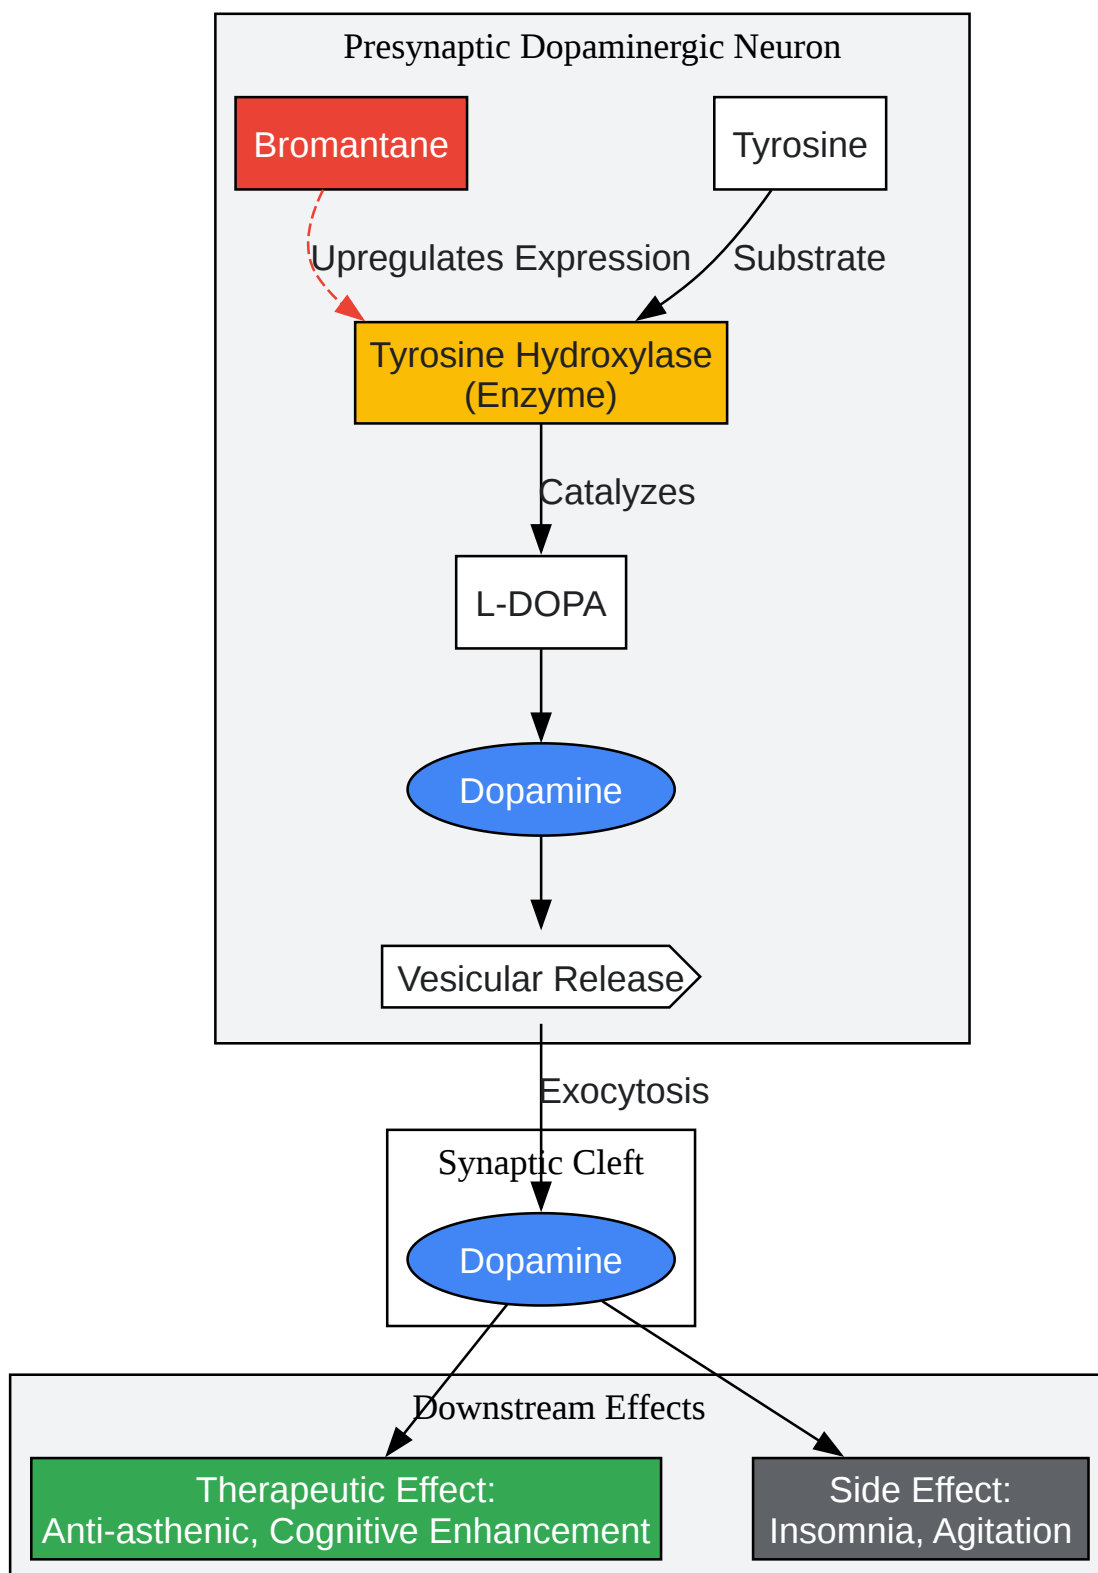 Presynaptic Dopaminergic Neuron
Bromantane
Tyrosine
Upregulates Expression
Substrate
Tyrosine Hydroxylase
(Enzyme)
Catalyzes
L-DOPA
Dopamine
Vesicular Release
Exocytosis
Synaptic Cleft
Dopamine
Downstream Effects
Therapeutic Effect:
Anti-asthenic, Cognitive Enhancement
Side Effect:
Insomnia, Agitation